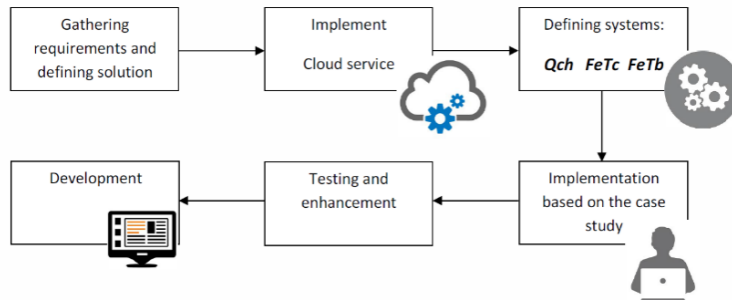 Gathering
requirements and
defining solution
Implement
Cloud service
Defining systems:
Qch FeTc FeTb
Implementation
based on the case
study
Testing and
enhancement
Development